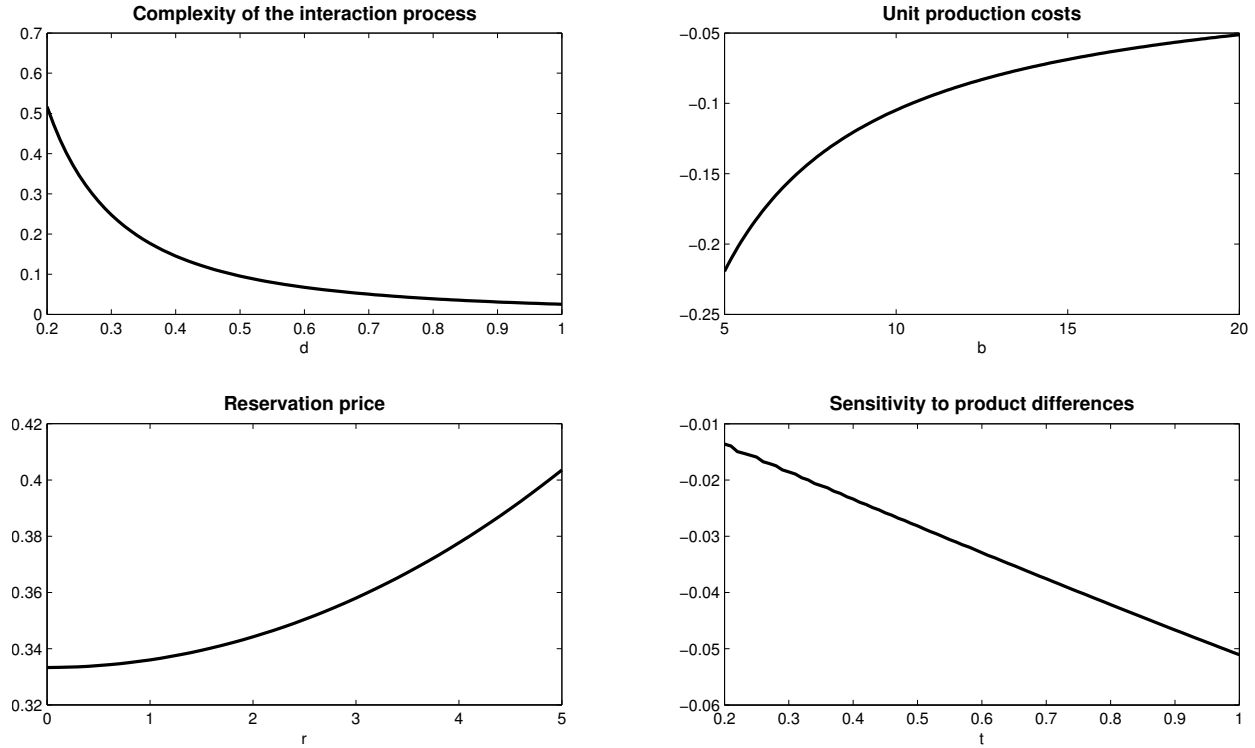 Complexity of the interaction process
0.7
0.6
0.5
0.4
0.3
0.2
0.1
0
0.2 0.3 0.4 0.5 0.6 0.7 0.8 0.9 1
d
Unit production costs
−0.05
−0.1
−0.15
−0.2
−0.25
5 10 15 20
b
Reservation price
0.42
0.4
0.38
0.36
0.34
0.32
0 1 2 3 4 5
r
Sensitivity to product differences
−0.01
−0.02
−0.03
−0.04
−0.05
−0.06
0.2 0.3 0.4 0.5 0.6 0.7 0.8 0.9 1
t